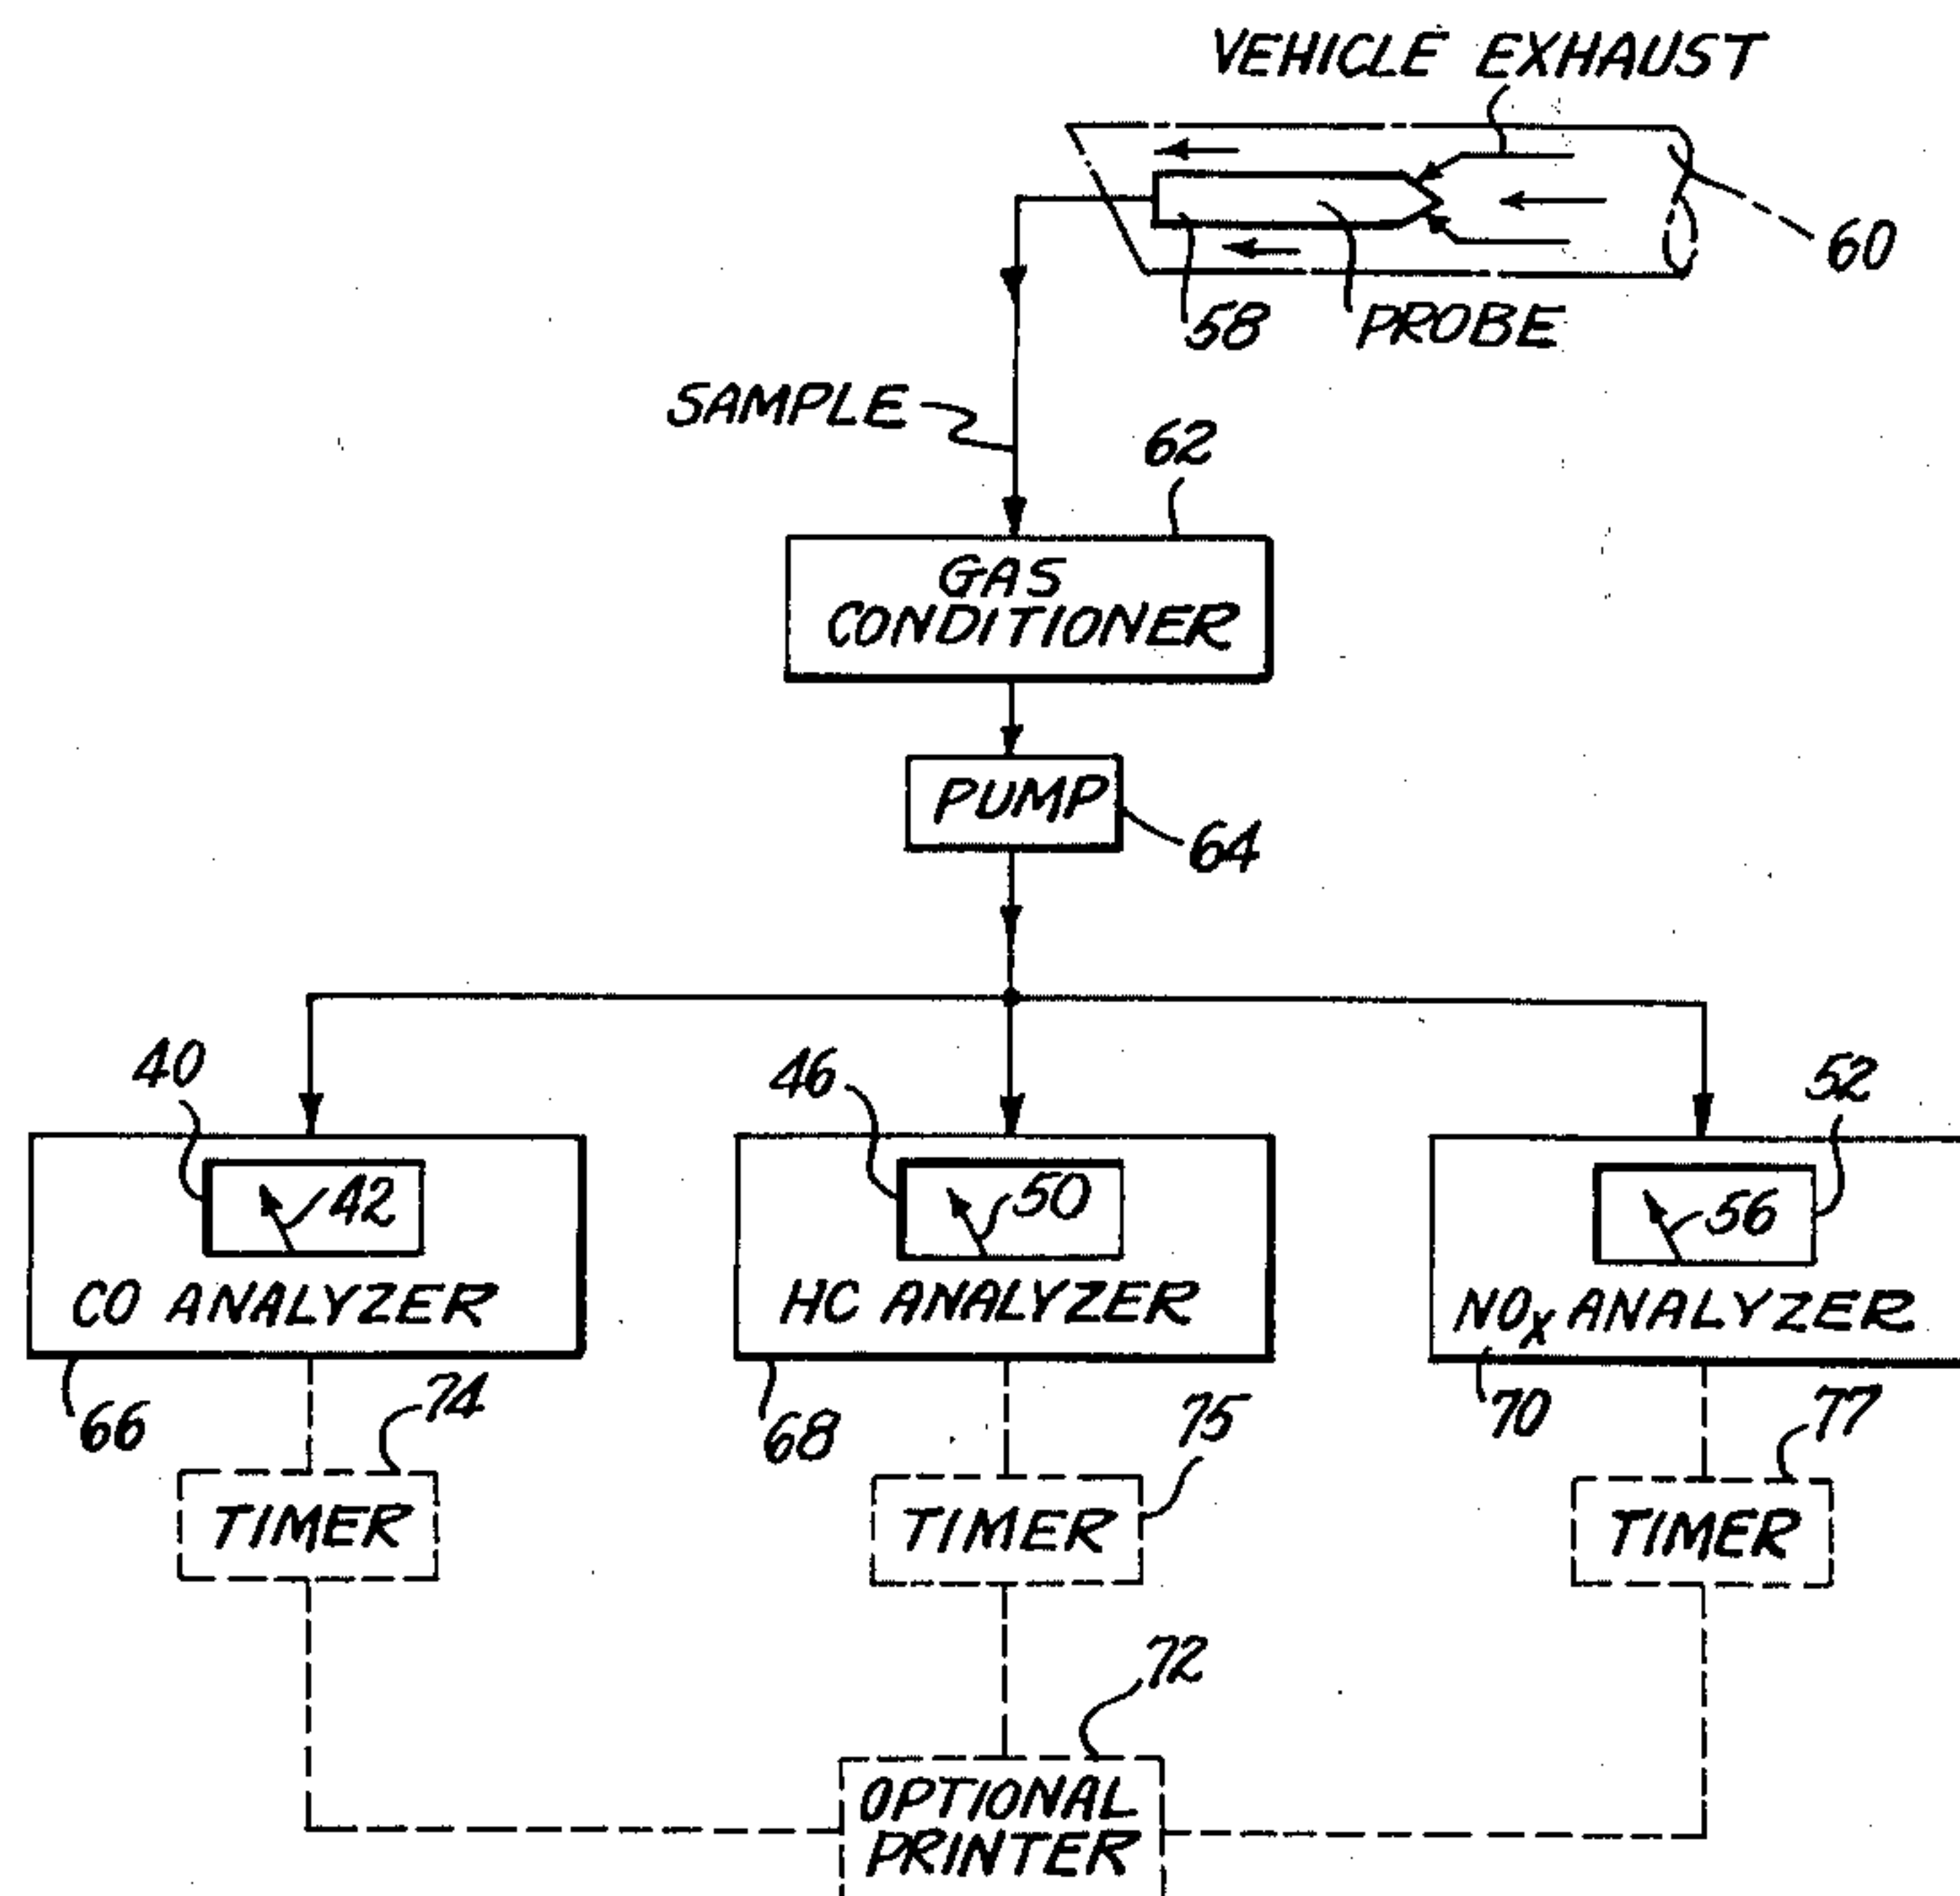 VEHICLE EXHAUST
60
58
PROBE
SAMPLE
62
GAS
CONDITIONER
PUMP
64
40
46
52
42
50
56
CO ANALYZER
HC ANALYZER
NOX ANALYZER
66
74
68
75
70
77
TIMER
TIMER
TIMER
72
OPTIONAL
PRINTER